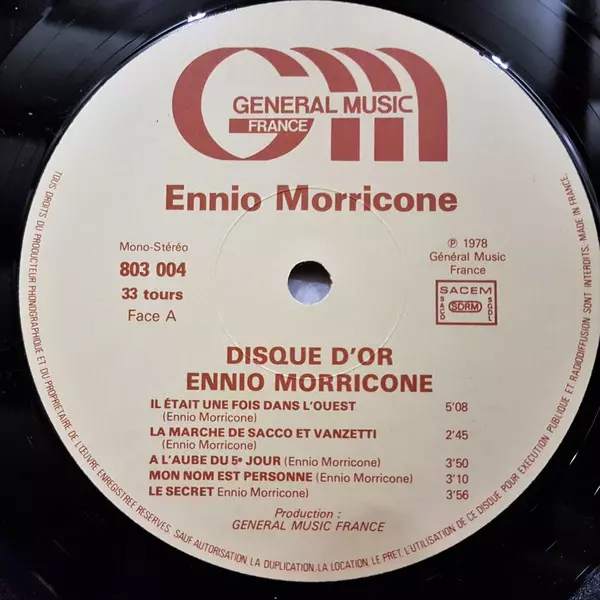 GENERAL MUSIC
FRANCE
Ennio Morricone
Mono-Stéréo
803 004
33 tours
Face A
℗ 1978
Général Music
France
SACEM
SACD
SDRM
SGDL
DISQUE D'OR
ENNIO MORRICONE
IL ÉTAIT UNE FOIS DANS L'OUEST 5'08
(Ennio Morricone)
LA MARCHE DE SACCO ET VANZETTI 2'45
(Ennio Morricone)
A L'AUBE DU 5e JOUR (Ennio Morricone) 3'50
MON NOM EST PERSONNE (Ennio Morricone) 3'10
LE SECRET Ennio Morricone) 3'56
Production :
GENERAL MUSIC FRANCE
TOUS DROITS DU PRODUCTEUR PHONOGRAPHIQUE ET DU PROPRIETAIRE DE L'ŒUVRE ENREGISTREE RESERVES. SAUF AUTORISATION, LA DUPLICATION, LA LOCATION, LE PRET, L'UTILISATION DE CE DISQUE POUR EXECUTION PUBLIQUE ET RADIODIFFUSION SONT INTERDITS. MADE IN FRANCE.